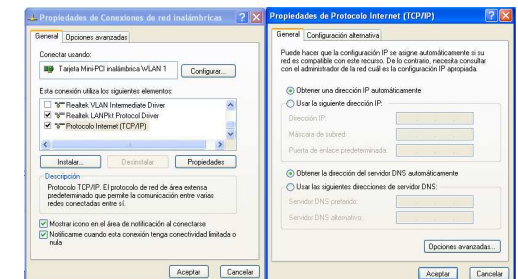 Propiedades de Conexiones de red inalámbricas
General
Opciones avanzadas
Conectar usando:
Tarjeta Mini-PCI inalámbrica WLAN 1
Configurar...
Esta conexión utiliza los siguientes elementos:
Realtek VLAN Intermediate Driver
Realtek LANPkt Protocol Driver
Protocolo Internet (TCP/IP)
Instalar...
Desinstalar
Propiedades
Descripción
Protocolo TCP/IP. El protocolo de red de área extensa
predeterminado que permite la comunicación entre varias
redes conectadas entre sí.
Mostrar icono en el área de notificación al conectarse
Notificarme cuando esta conexión tenga conectividad limitada o
nula
Aceptar
Cancelar
Propiedades de Protocolo Internet (TCP/IP)
General
Configuración alternativa
Puede hacer que la configuración IP se asigne automáticamente si su
red es compatible con este recurso. De lo contrario, necesita consultar
con el administrador de la red cuál es la configuración IP apropiada.
Obtener una dirección IP automáticamente
Usar la siguiente dirección IP:
Dirección IP:
Máscara de subred:
Puerta de enlace predeterminada:
Obtener la dirección del servidor DNS automáticamente
Usar las siguientes direcciones de servidor DNS:
Servidor DNS preferido:
Servidor DNS alternativo:
Opciones avanzadas...
Aceptar
Cancelar